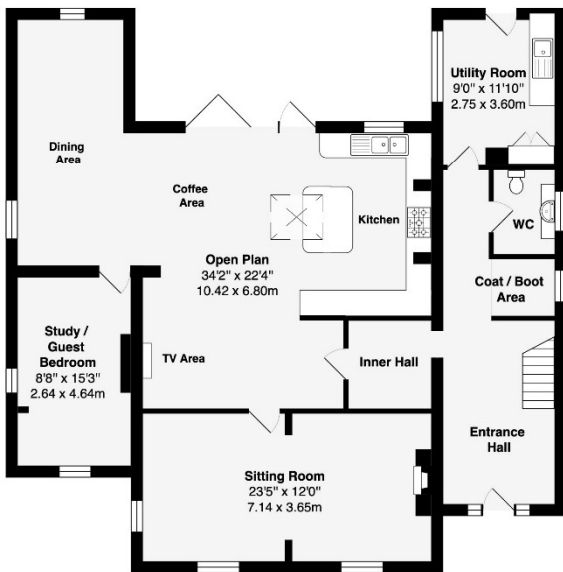 Utility Room
9'0" x 11'10"
2.75 x 3.60m
Dining
Area
Coffee
Area
Kitchen
WC
Open Plan
34'2" x 22'4"
10.42 x 6.80m
Coat / Boot
Area
Study /
Guest
Bedroom
8'8" x 15'3"
2.64 x 4.64m
TV Area
Inner Hall
Entrance
Hall
Sitting Room
23'5" x 12'0"
7.14 x 3.65m